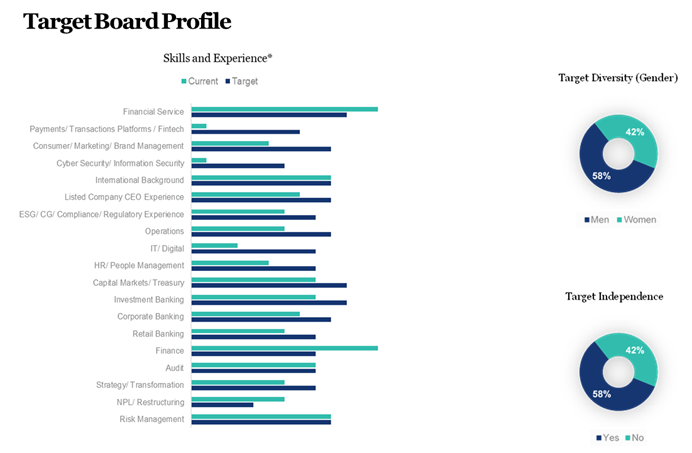 Target Board Profile
Skills and Experience*
Current Target
Financial Service
Payments/ Transactions Platforms / Fintech
Consumer/ Marketing/ Brand Management
Cyber Security/ Information Security
International Background
Listed Company CEO Experience
ESG/ CG/ Compliance/ Regulatory Experience
Operations
IT/ Digital
HR/ People Management
Capital Markets/ Treasury
Investment Banking
Corporate Banking
Retail Banking
Finance
Audit
Strategy/ Transformation
NPL/ Restructuring
Risk Management
Target Diversity (Gender)
42%
58%
Men Women
Target Independence
42%
58%
Yes No